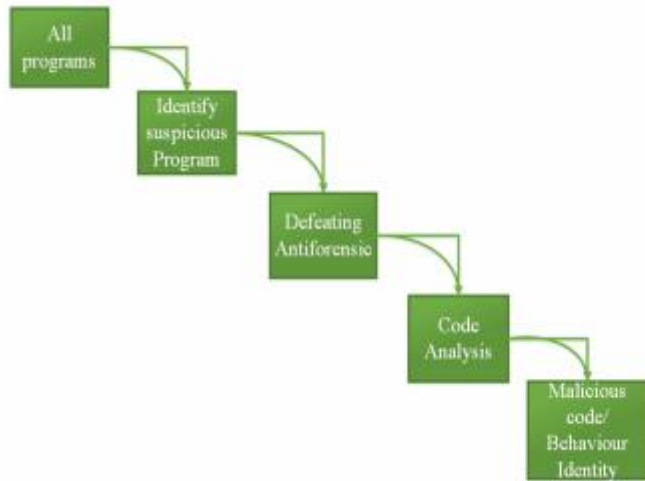 All
programs
Identify
suspicious
Program
Defeating
Antiforensic
Code
Analysis
Malicious
code/
Behaviour
Identity